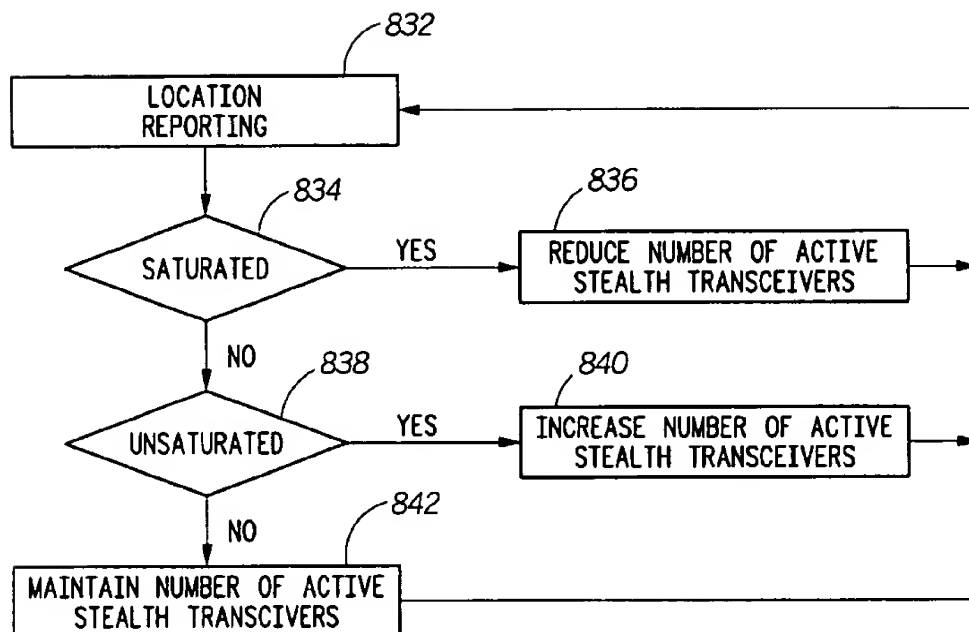 832
LOCATION
REPORTING
834
836
SATURATED
YES
REDUCE NUMBER OF ACTIVE
STEALTH TRANSCEIVERS
NO
838
840
UNSATURATED
YES
INCREASE NUMBER OF ACTIVE
STEALTH TRANSCEIVERS
NO
842
MAINTAIN NUMBER OF ACTIVE
STEALTH TRANSCIVERS